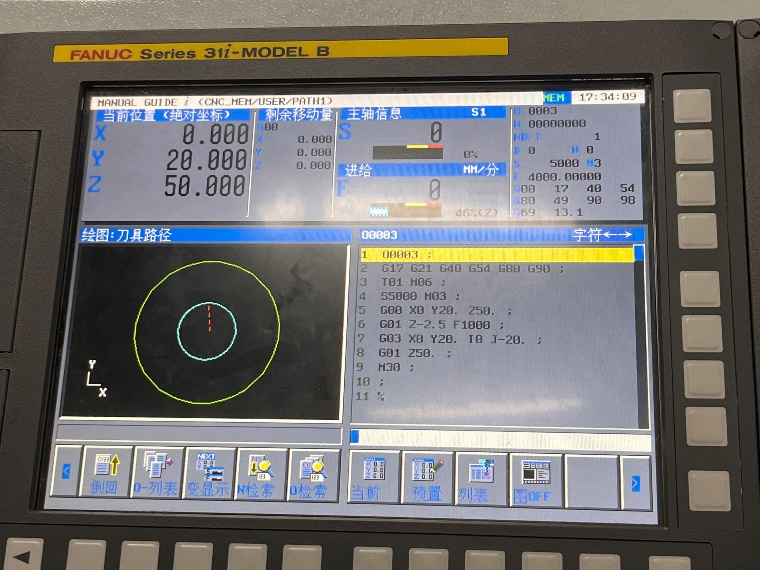 FANUC Series 31i-MODEL B
MANUAL GUIDE i (CNC_MEM/USER/PATH1)
MEM 17:34:09
当前位置(绝对坐标)
X 0.000
Y 20.000
Z 50.000
剩余移动量
G00
X 0.000
Y 0.000
Z 0.000
主轴信息 S1
S 0
0%
进给 MM/分
F 0
46%(Z)
O 0003
N 00000000
1
D 0 H 0
S 5000 M3
F 4000.00000
G00 17 40 54
G80 49 90 98
G69 13.1
绘图:刀具路径
Y
X
O0003 字符←→
1 O0003 ;
2 G17 G21 G40 G54 G80 G90 ;
3 T01 M06 ;
4 S5000 M03 ;
5 G00 X0 Y20. Z50. ;
6 G01 Z-2.5 F1000 ;
7 G03 X0 Y20. I0 J-20. ;
8 G01 Z50. ;
9 M30 ;
10 ;
11 %
<
倒回
O-列表
NEXT
变显示
N检索
O检索
当前
预置
列表
图OFF
>